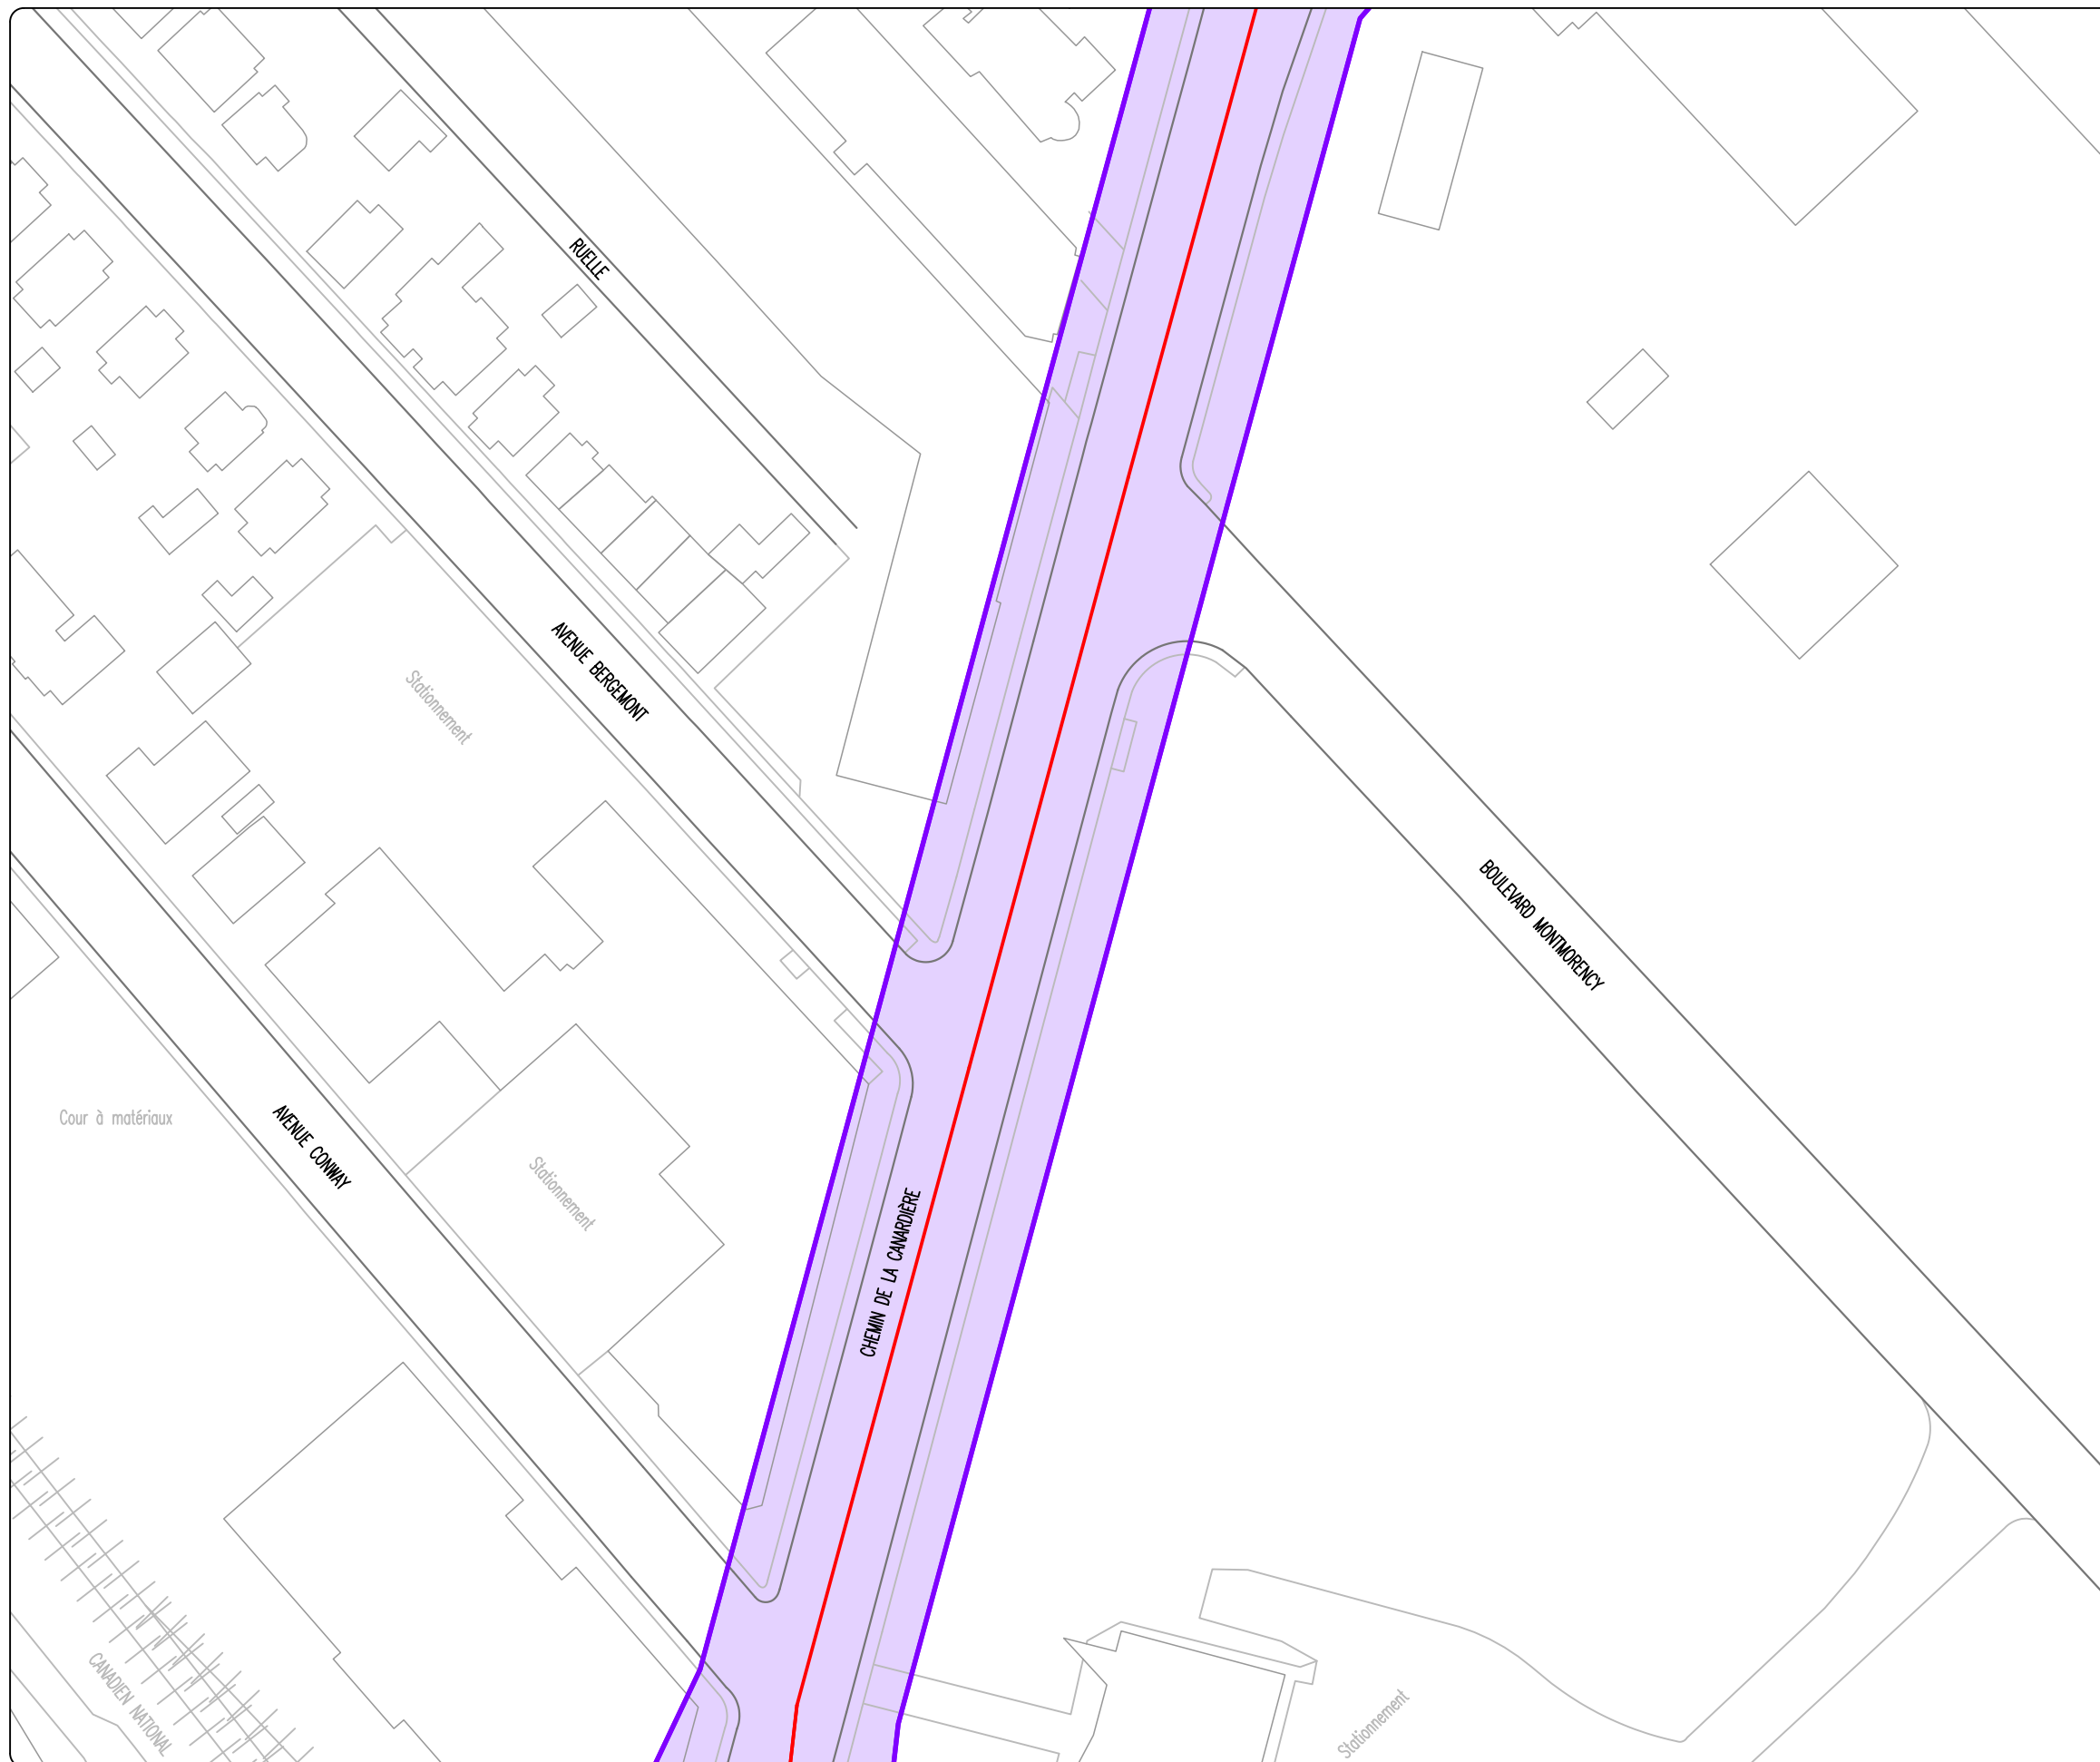 RUELLE
AVENUE BERGEMONT
Stationnement
BOULEVARD MONTMORENCY
Cour à matériaux
AVENUE CONWAY
Stationnement
CHEMIN DE LA CANARDIÈRE
CANADIEN NATIONAL
Stationnement